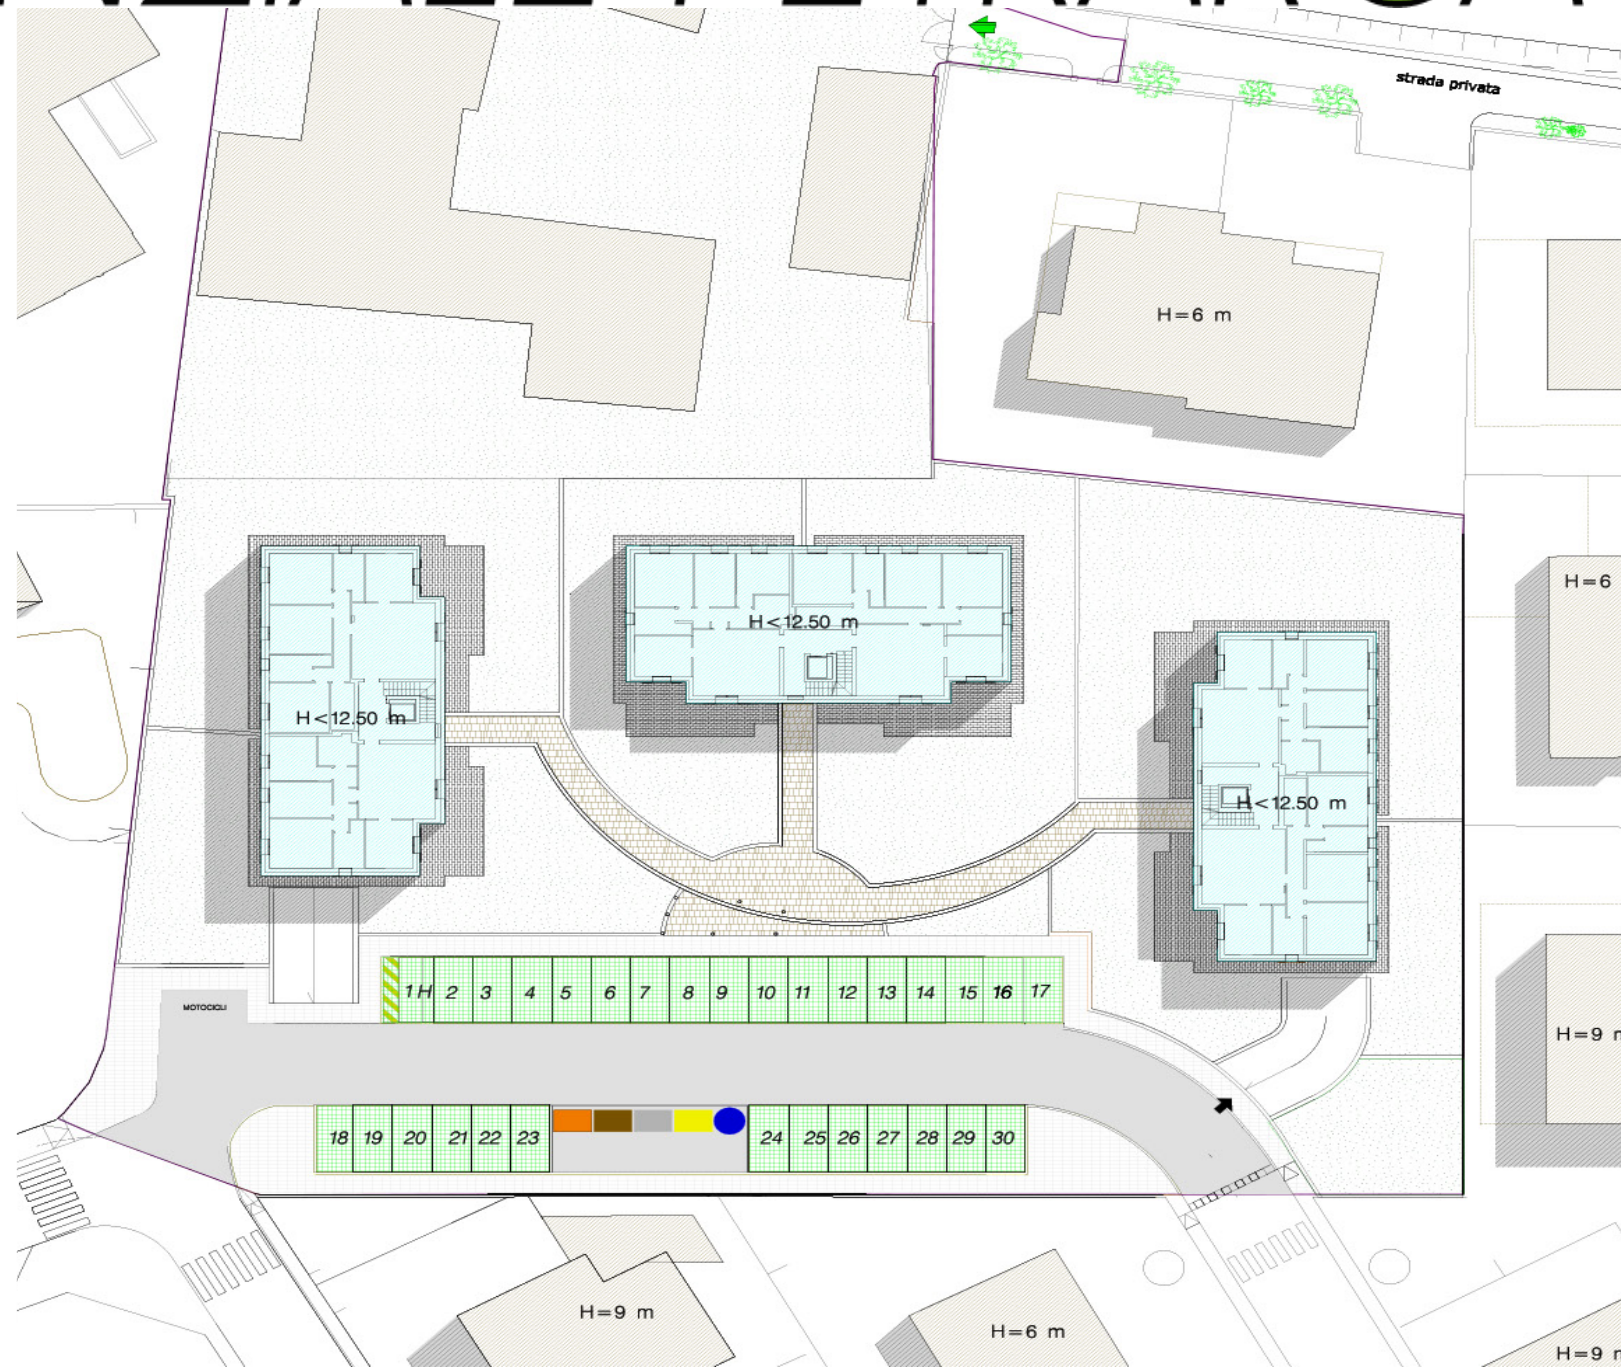 strada privata
H=6 m
H=6
H<12.50 m
H<12.50 m
H<12.50 m
1H 2 3 4 5 6 7 8 9 10 11 12 13 14 15 16 17
MOTOCICLI
H=9
18 19 20 21 22 23 24 25 26 27 28 29 30
H=9 m
H=6 m
H=9